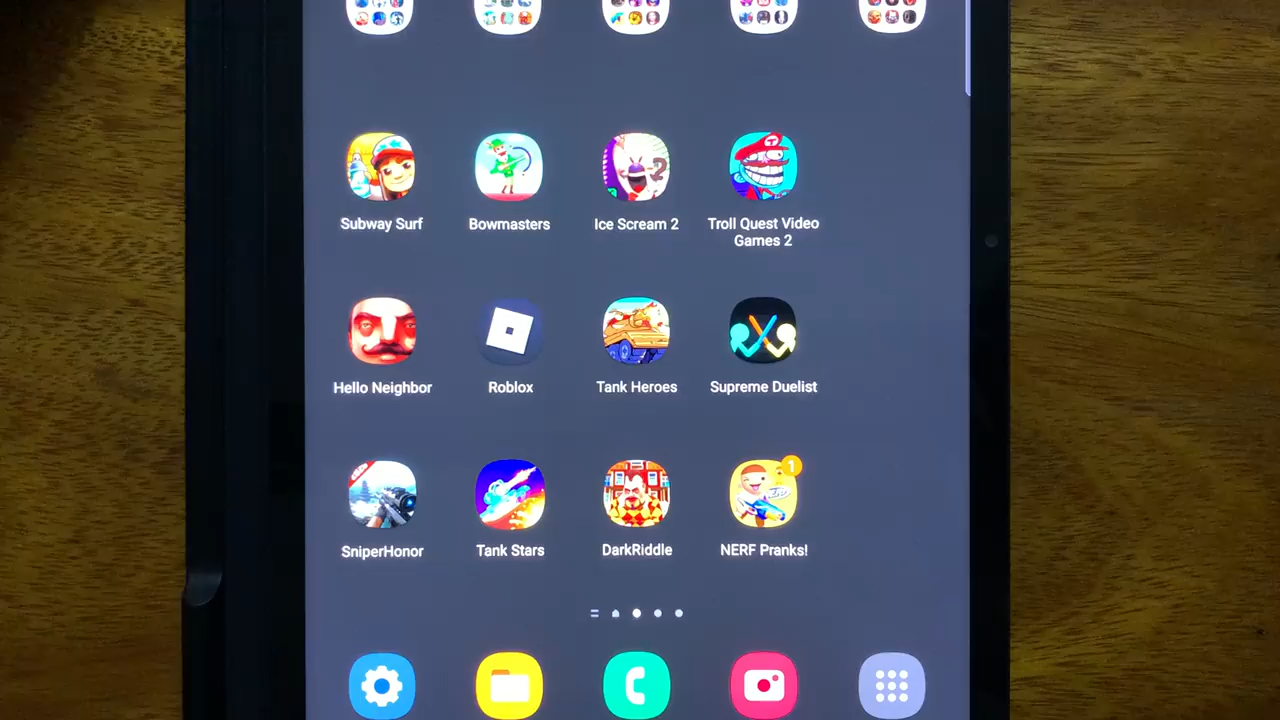 Subway Surf
Bowmasters
Ice Scream 2
Troll Quest Video
Games 2
Hello Neighbor
Roblox
Tank Heroes
Supreme Duelist
1
SniperHonor
Tank Stars
DarkRiddle
NERF Pranks!